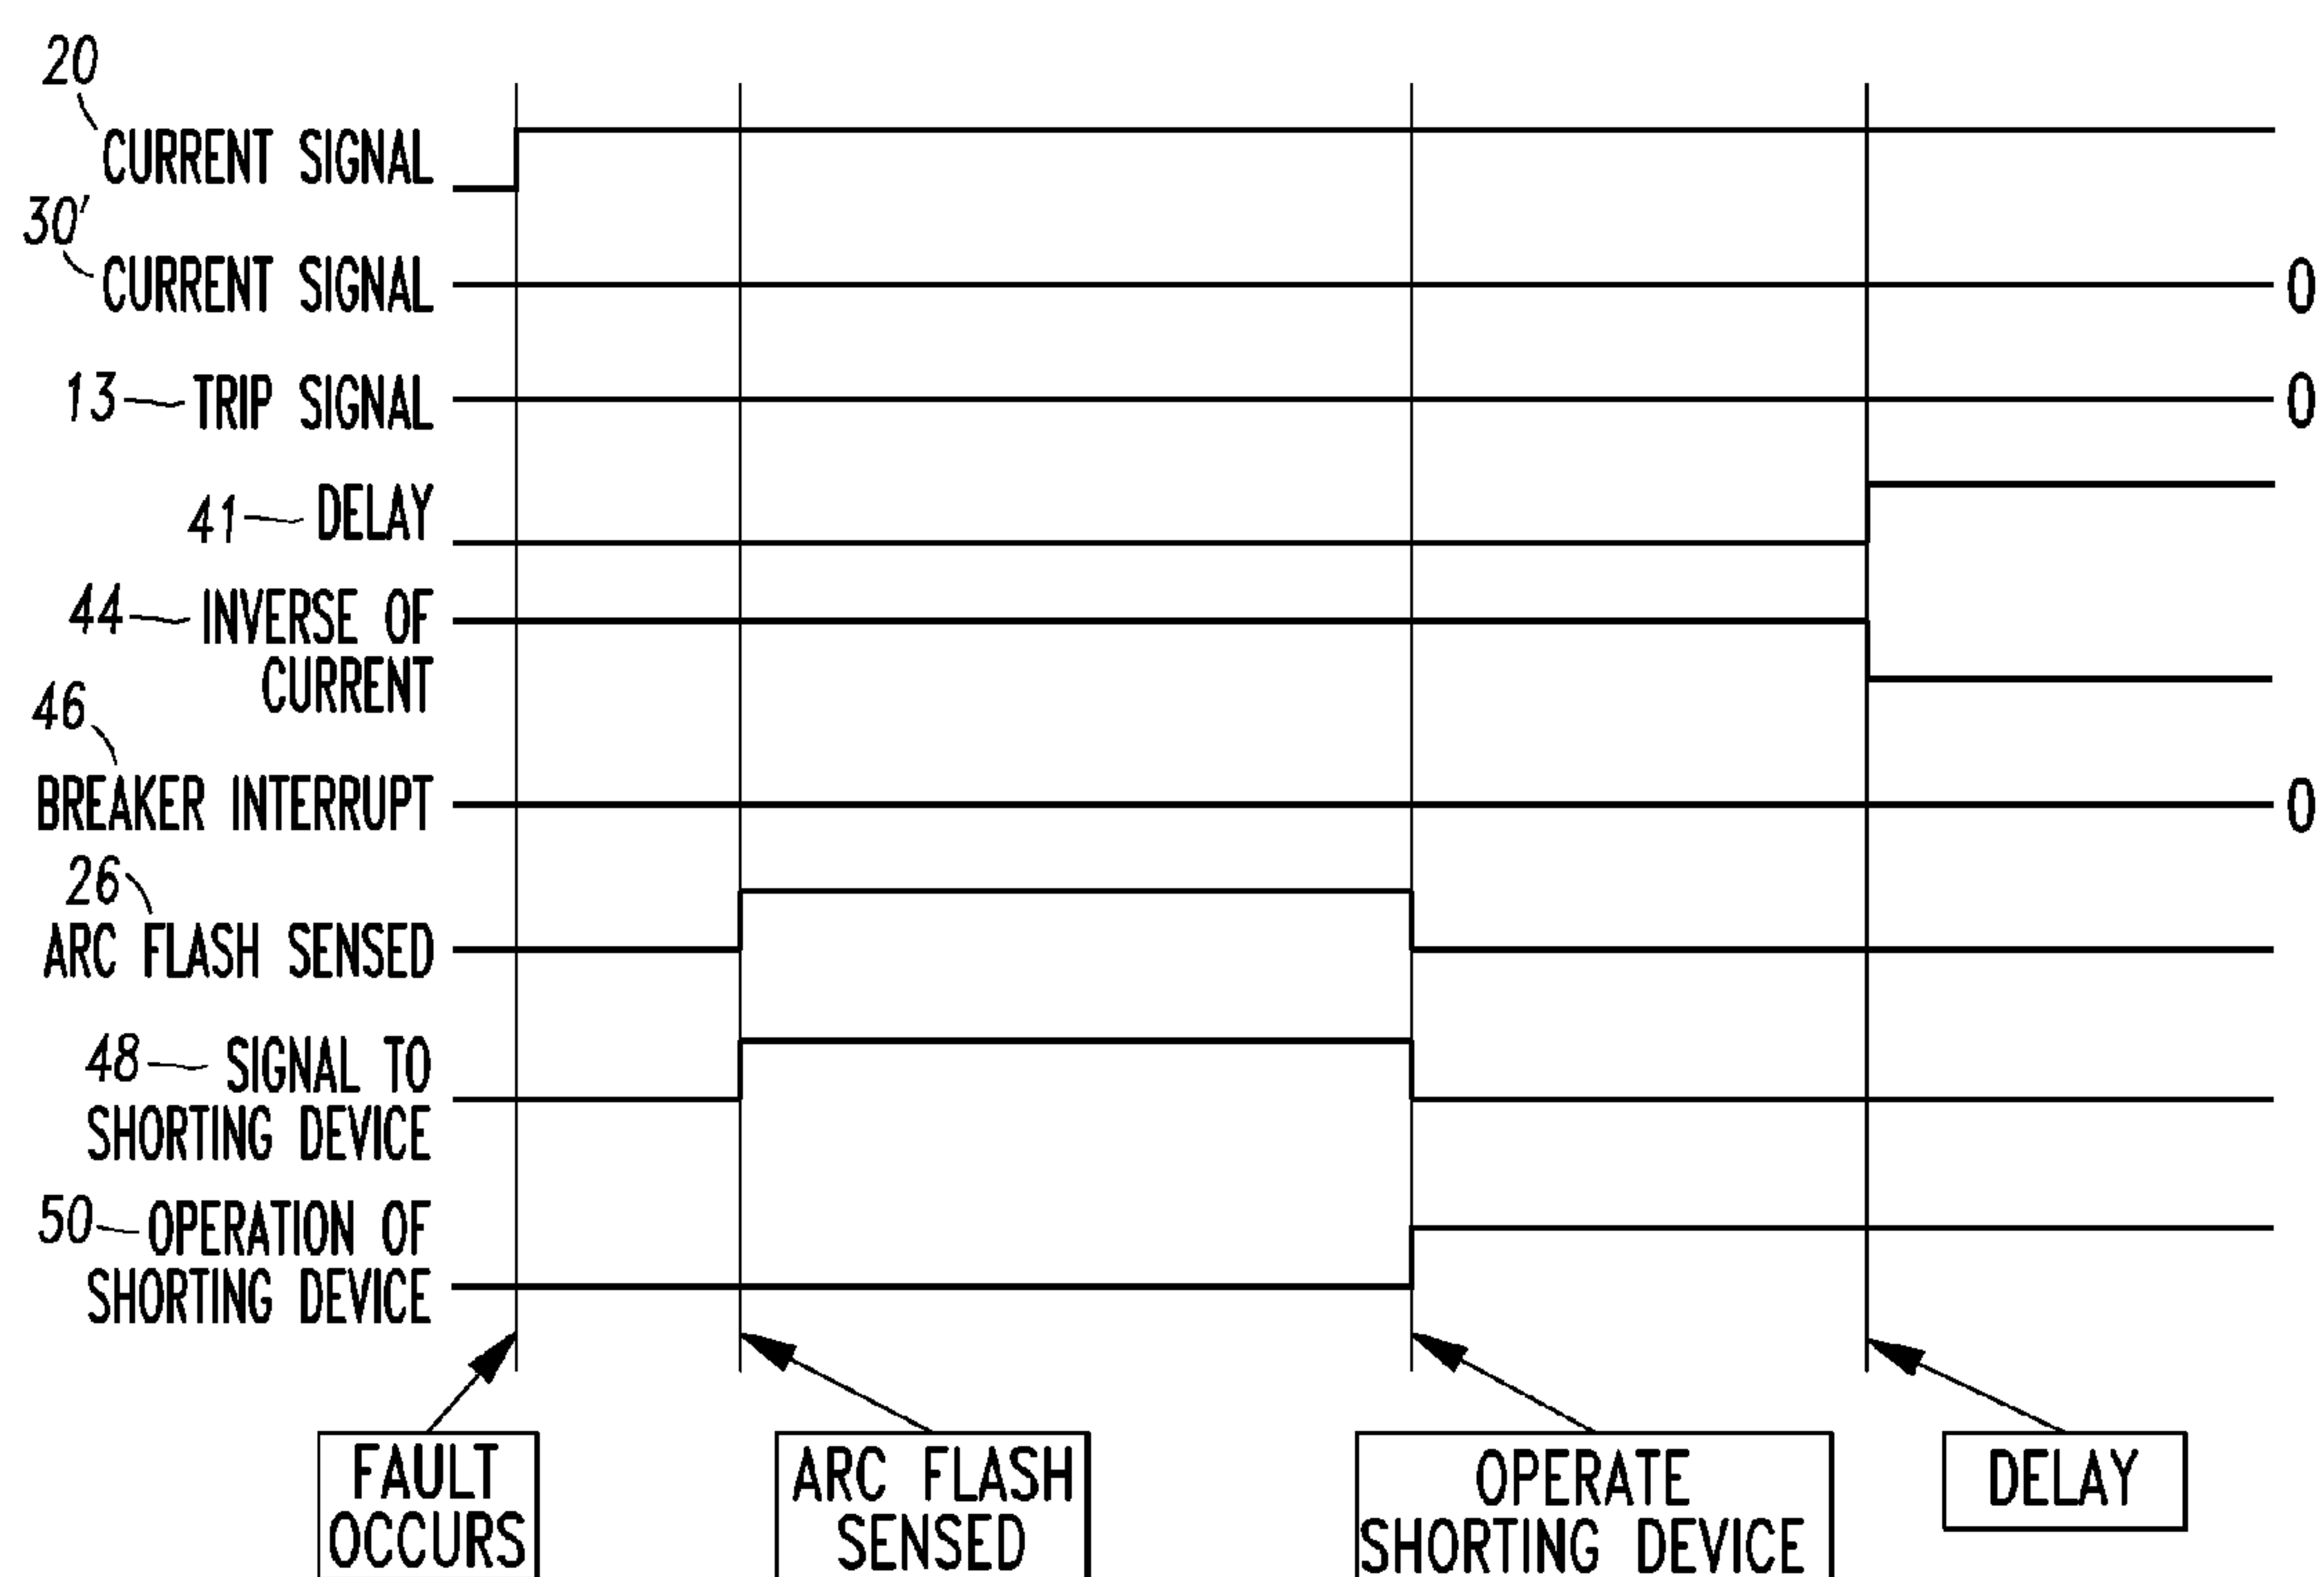 20
CURRENT SIGNAL
30'
CURRENT SIGNAL 0
13 TRIP SIGNAL 0
41 DELAY
44 INVERSE OF
CURRENT
46
BREAKER INTERRUPT 0
26
ARC FLASH SENSED
48 SIGNAL TO
SHORTING DEVICE
50 OPERATION OF
SHORTING DEVICE
FAULT
OCCURS
ARC FLASH
SENSED
OPERATE
SHORTING DEVICE
DELAY